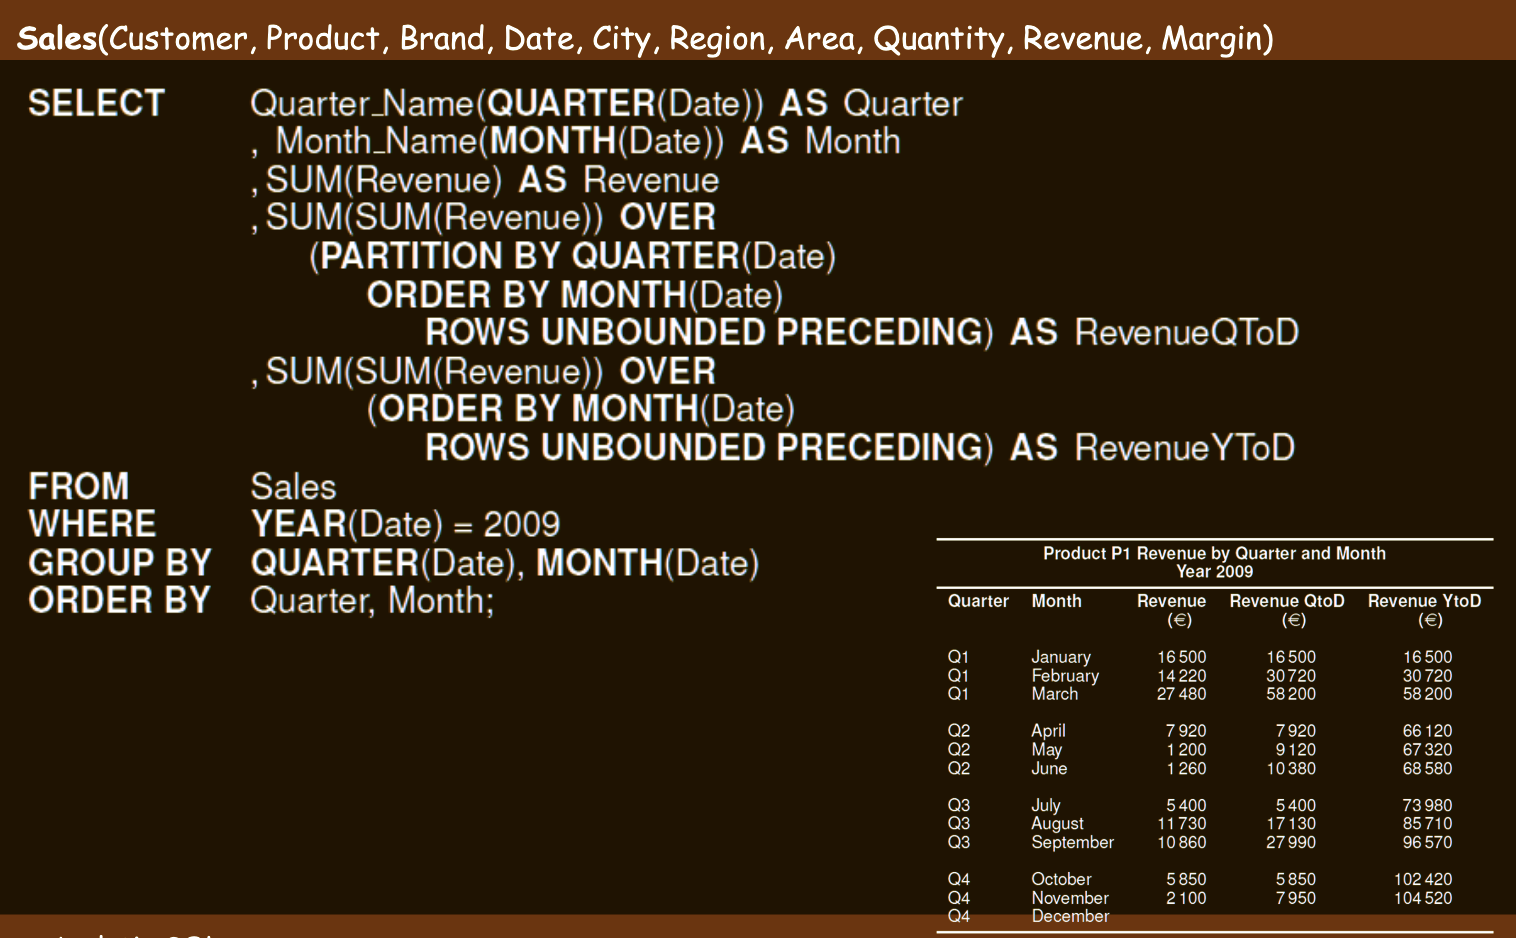 Sales(Customer, Product, Brand, Date, City, Region, Area, Quantity, Revenue, Margin)
SELECT Quarter_Name(QUARTER(Date)) AS Quarter
, Month_Name(MONTH(Date)) AS Month
,SUM(Revenue) AS Revenue
,SUM(SUM(Revenue)) OVER
(PARTITION BY QUARTER(Date)
ORDER BY MONTH(Date)
ROWS UNBOUNDED PRECEDING) AS RevenueQToD
,SUM(SUM(Revenue)) OVER
(ORDER BY MONTH(Date)
ROWS UNBOUNDED PRECEDING) AS RevenueYToD
FROM Sales
WHERE YEAR(Date) = 2009
GROUP BY QUARTER(Date), MONTH(Date)
ORDER BY Quarter, Month;
Product P1 Revenue by Quarter and Month
Year 2009
Quarter Month Revenue Revenue QtoD Revenue YtoD
(€) (€) (€)
Q1 January 16 500 16 500 16 500
Q1 February 14 220 30 720 30 720
Q1 March 27 480 58 200 58 200
Q2 April 7 920 7 920 66 120
Q2 May 1 200 9 120 67 320
Q2 June 1 260 10 380 68 580
Q3 July 5 400 5 400 73 980
Q3 August 11 730 17 130 85 710
Q3 September 10 860 27 990 96 570
Q4 October 5 850 5 850 102 420
Q4 November 2 100 7 950 104 520
Q4 December